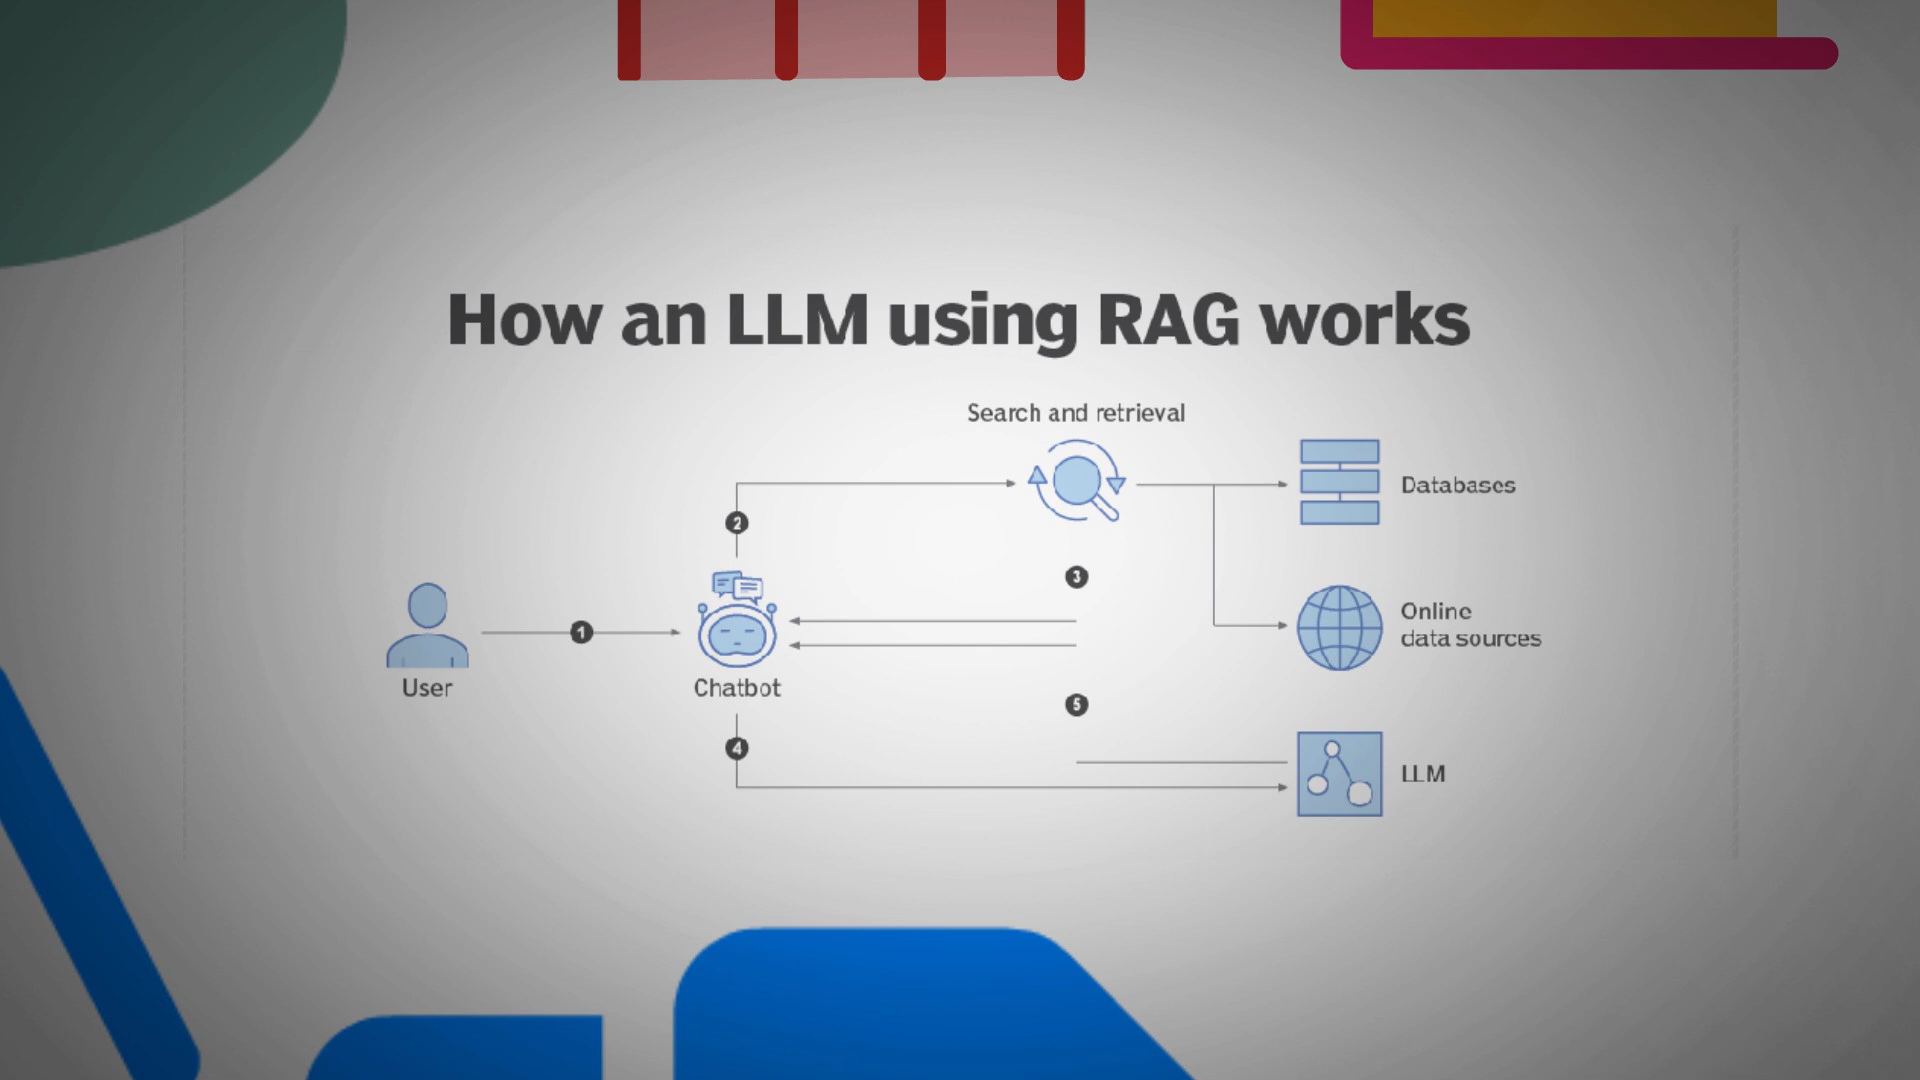 How an LLM using RAG works
Search and retrieval
Databases
2
3
Online
data sources
1
User
Chatbot
5
4
LLM